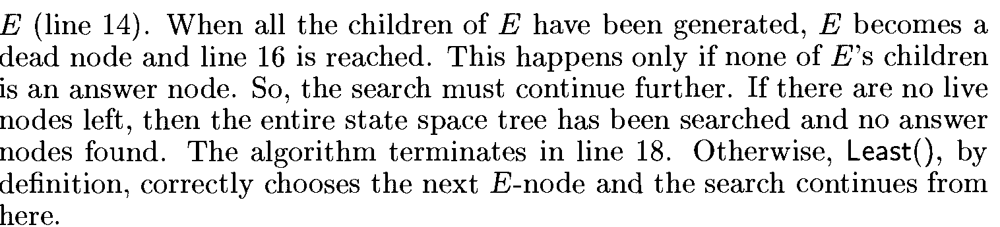 E (line 14). When all the children of E have been generated, E becomes a
dead node and line 16 is reached. This happens only if none of E's children
is an answer node. So, the search must continue further. If there are no live
nodes left, then the entire state space tree has been searched and no answer
nodes found. The algorithm terminates in line 18. Otherwise, Least(), by
definition, correctly chooses the next E-node and the search continues from
here.